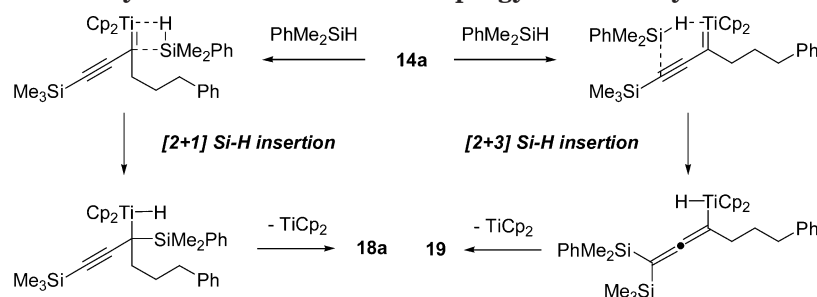 Cp2Ti H
SiMe2Ph
Me3Si
Ph
PhMe2SiH
14a
PhMe2SiH
H TiCp2
PhMe2Si
Me3Si
Ph
[2+1] Si-H insertion
[2+3] Si-H insertion
Cp2Ti H
SiMe2Ph
Me3Si
Ph
- TiCp2
18a
19
- TiCp2
H TiCp2
PhMe2Si
Me3Si
Ph